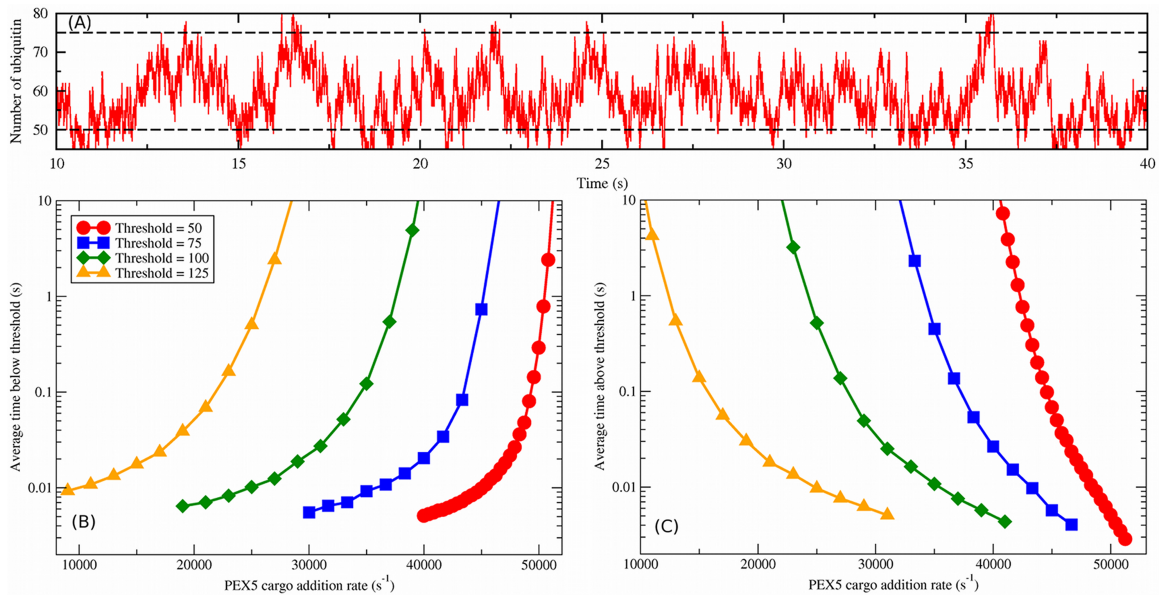 (A)
Number of ubiquitin
80
70
60
50
10 15 20 25 30 35 40
Time (s)
Average time below threshold (s)
10
1
0.1
0.01
Threshold = 50
Threshold = 75
Threshold = 100
Threshold = 125
(B)
10000 20000 30000 40000 50000
PEX5 cargo addition rate (s⁻¹)
Average time above threshold (s)
10
1
0.1
0.01
(C)
10000 20000 30000 40000 50000
PEX5 cargo addition rate (s⁻¹)